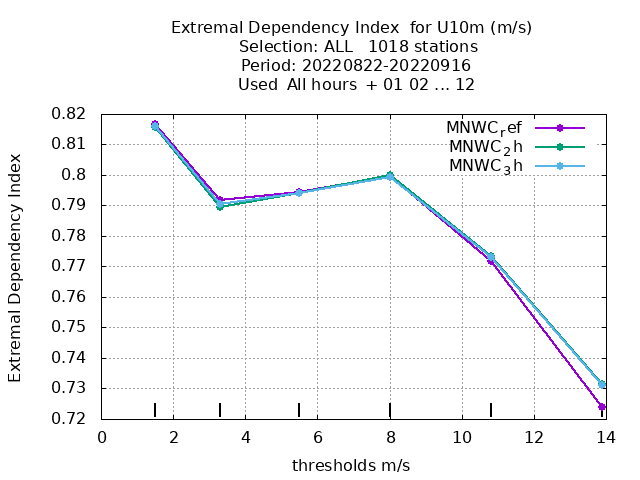 Extremal Dependency Index for U10m (m/s)
Selection: ALL 1018 stations
Period: 20220822-20220916
Used All hours + 01 02 ... 12
MNWC_ref
MNWC_2h
MNWC_3h
Extremal Dependency Index
0.82
0.81
0.8
0.79
0.78
0.77
0.76
0.75
0.74
0.73
0.72
0 2 4 6 8 10 12 14
thresholds m/s